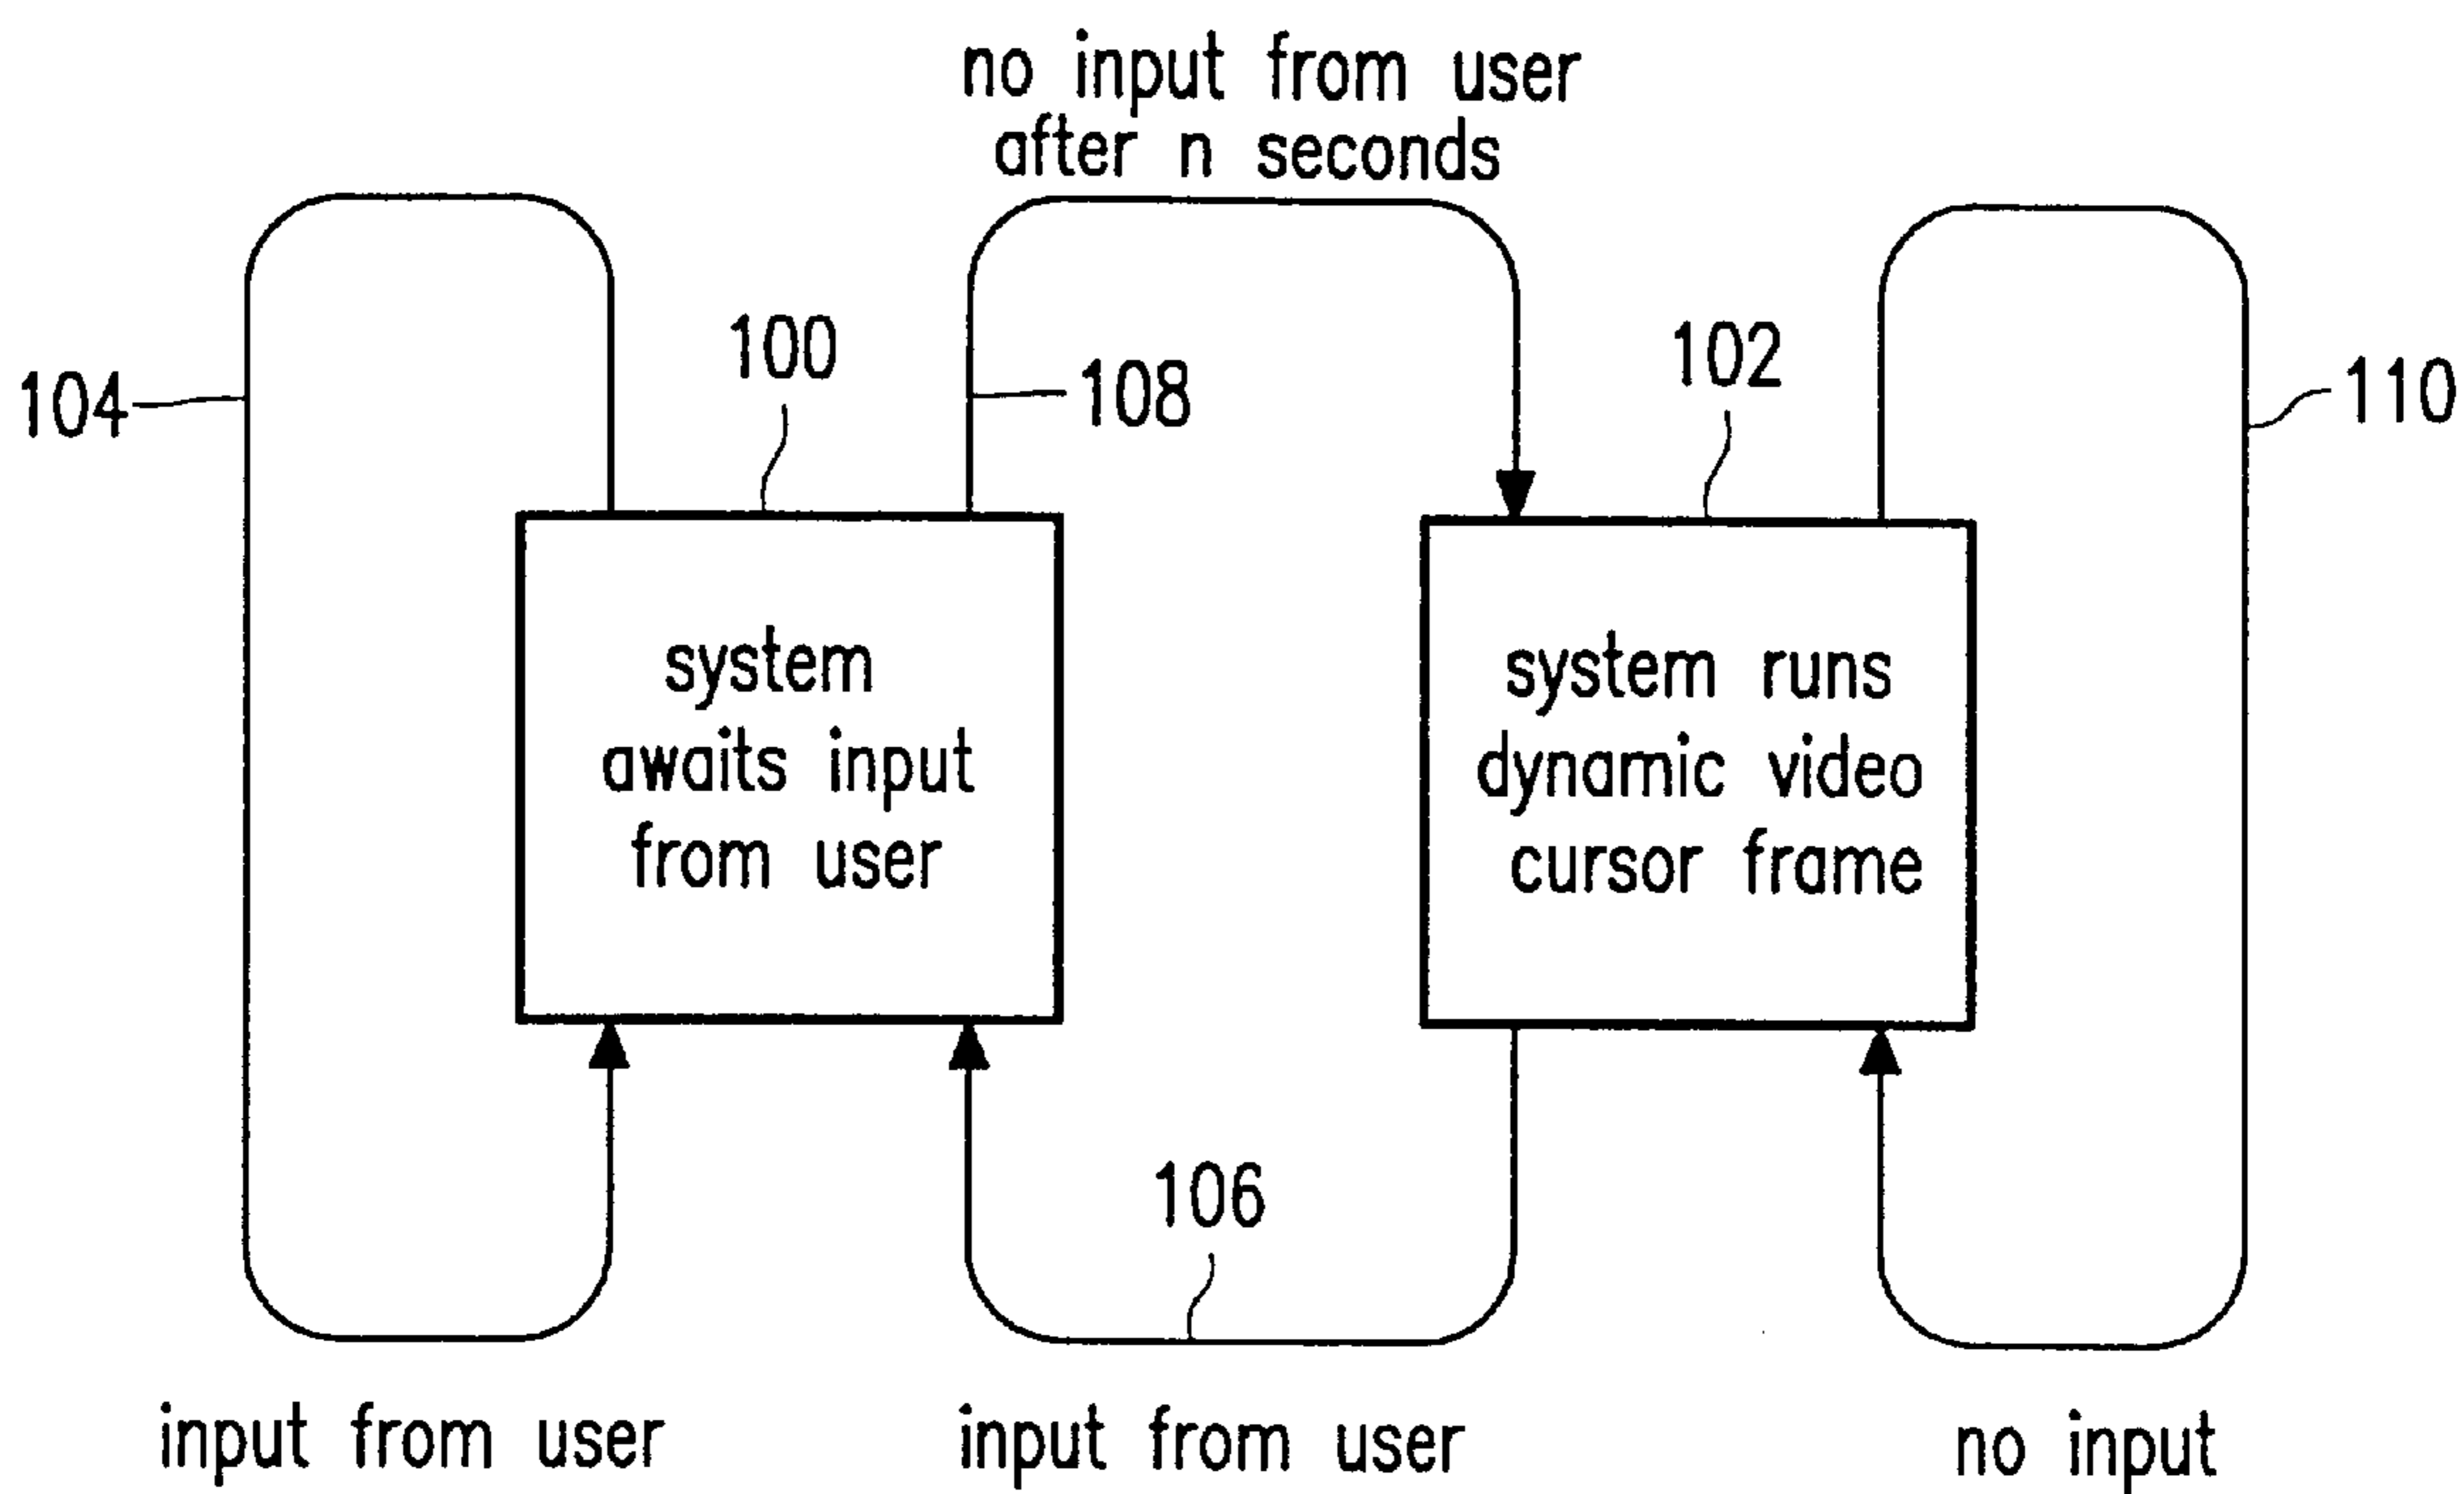 no input from user
after n seconds
104
100
108
102
110
system
awaits input
from user
system runs
dynamic video
cursor frame
106
input from user
input from user
no input